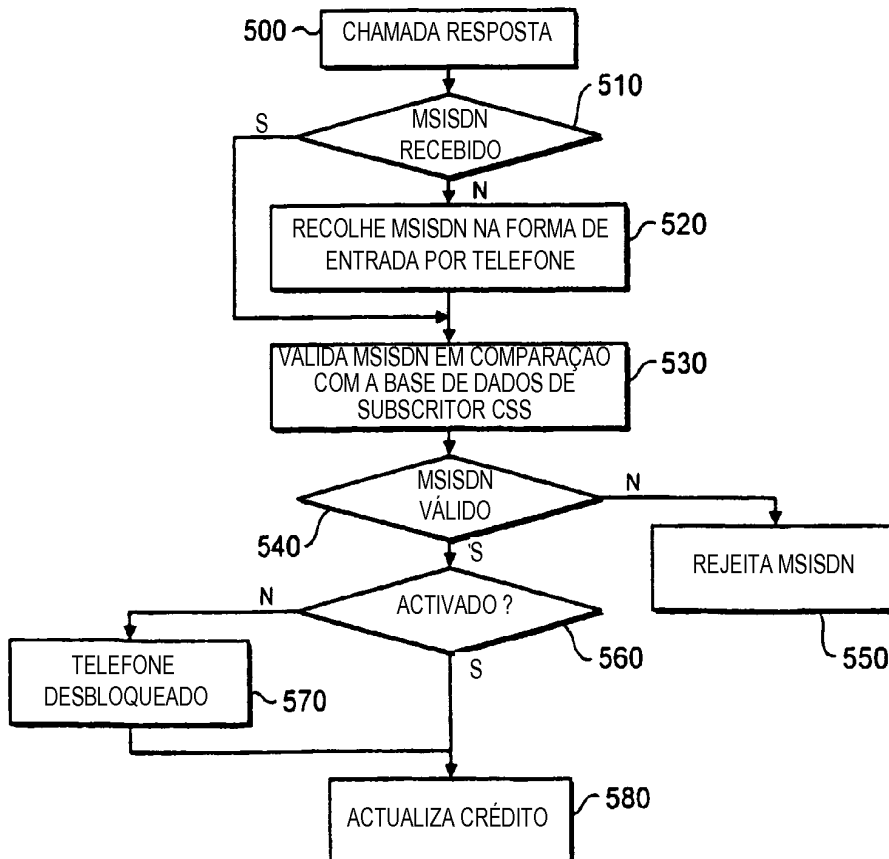 500
CHAMADA RESPOSTA
510
MSISDN
RECEBIDO
S
N
RECOLHE MSISDN NA FORMA DE
ENTRADA POR TELEFONE
520
VALIDA MSISDN EM COMPARAÇAO
COM A BASE DE DADOS DE
SUBSCRITOR CSS
530
MSISDN
VÁLIDO
540
N
S
REJEITA MSISDN
550
ACTIVADO ?
560
N
S
TELEFONE
DESBLOQUEADO
570
ACTUALIZA CRÉDITO
580